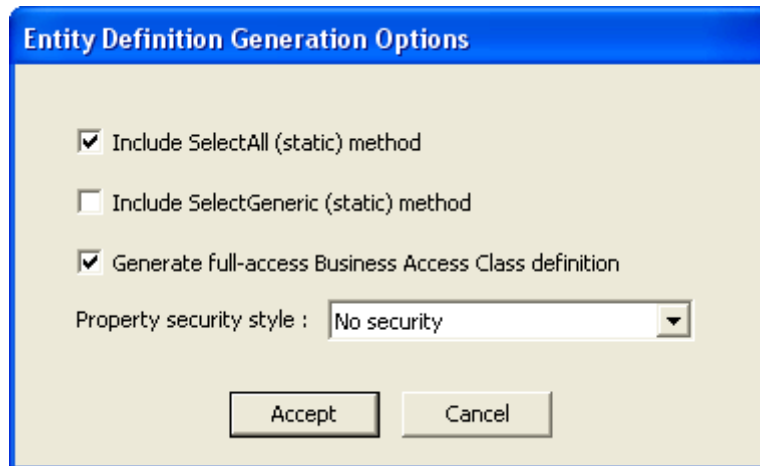 Entity Definition Generation Options
Include SelectAll (static) method
Include SelectGeneric (static) method
Generate full-access Business Access Class definition
Property security style : No security
Accept Cancel